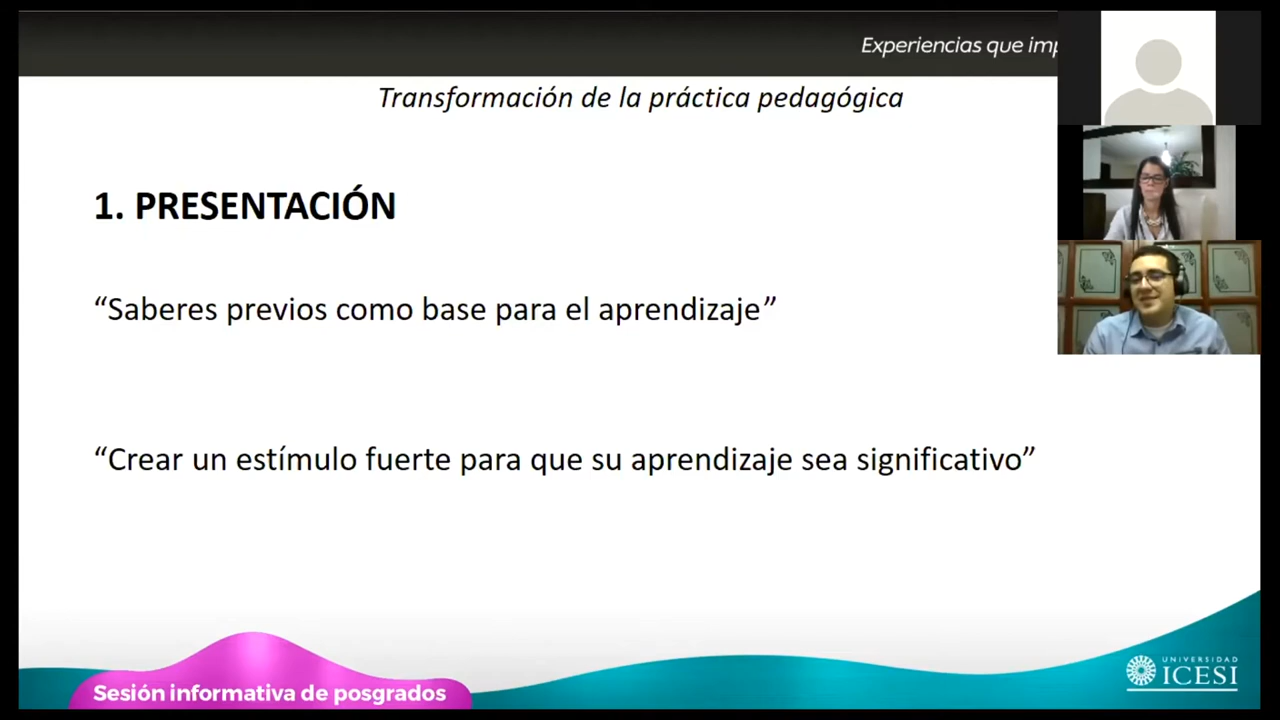 Experiencias que imp
Transformación de la práctica pedagógica
1. PRESENTACIÓN
“Saberes previos como base para el aprendizaje”
“Crear un estímulo fuerte para que su aprendizaje sea significativo”
Sesión informativa de posgrados
UNIVERSIDAD
ICESI